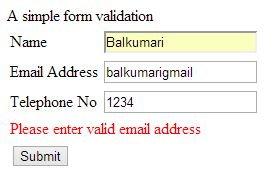 A simple form validation
Name Balkumari
Email Address balkumarigmail
Telephone No 1234
Please enter valid email address
Submit